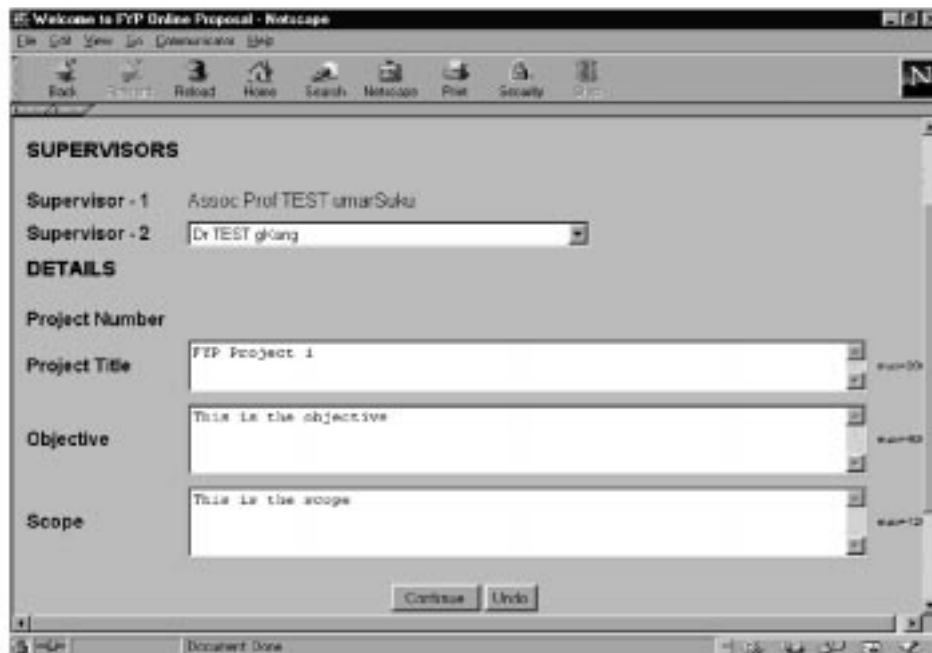 Welcome to FYP Online Proposal - Netscape
File Edit View Go Communicator Help
Back Forward Reload Home Search Netscape Print Security Stop
SUPERVISORS
Supervisor - 1 Assoc Prof TEST umarSuku
Supervisor - 2 Dr TEST gKang
DETAILS
Project Number
Project Title FYP Project 1
Objective This is the objective
Scope This is the scope
Continue Undo
Document Done